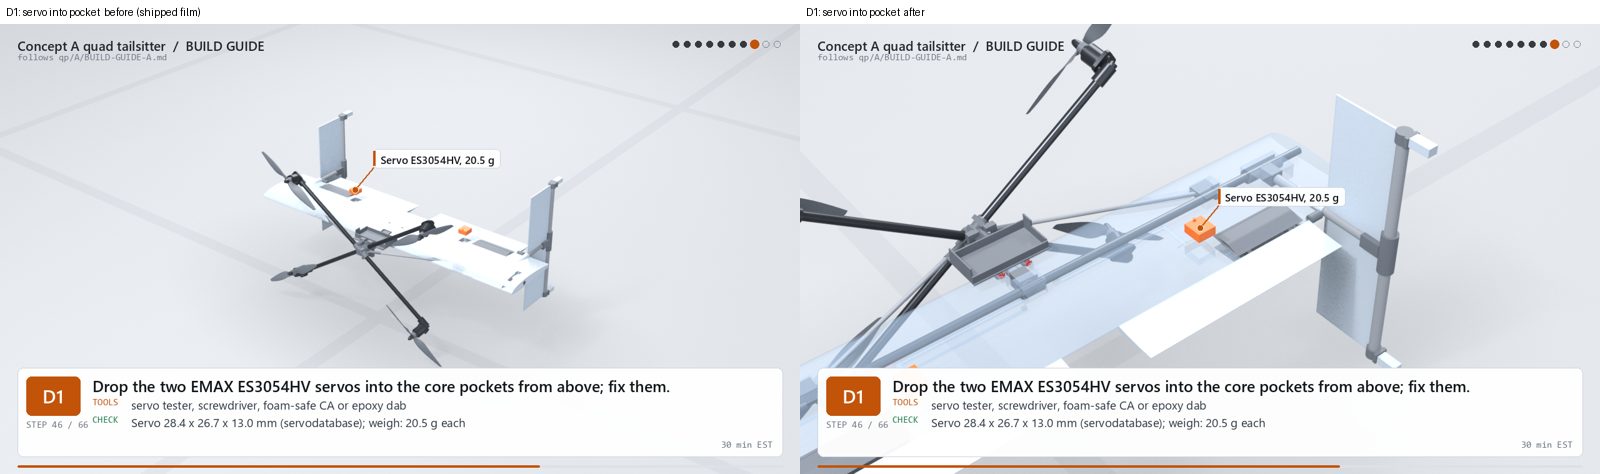 D1: servo into pocket before (shipped film)
Concept A quad tailsitter / BUILD GUIDE
follows qp/A/BUILD-GUIDE-A.md
Servo ES3054HV, 20.5 g
D1
STEP 46 / 66
Drop the two EMAX ES3054HV servos into the core pockets from above; fix them.
TOOLS servo tester, screwdriver, foam-safe CA or epoxy dab
CHECK Servo 28.4 x 26.7 x 13.0 mm (servodatabase); weigh: 20.5 g each
30 min EST
D1: servo into pocket after
Concept A quad tailsitter / BUILD GUIDE
follows qp/A/BUILD-GUIDE-A.md
Servo ES3054HV, 20.5 g
D1
STEP 46 / 66
Drop the two EMAX ES3054HV servos into the core pockets from above; fix them.
TOOLS servo tester, screwdriver, foam-safe CA or epoxy dab
CHECK Servo 28.4 x 26.7 x 13.0 mm (servodatabase); weigh: 20.5 g each
30 min EST